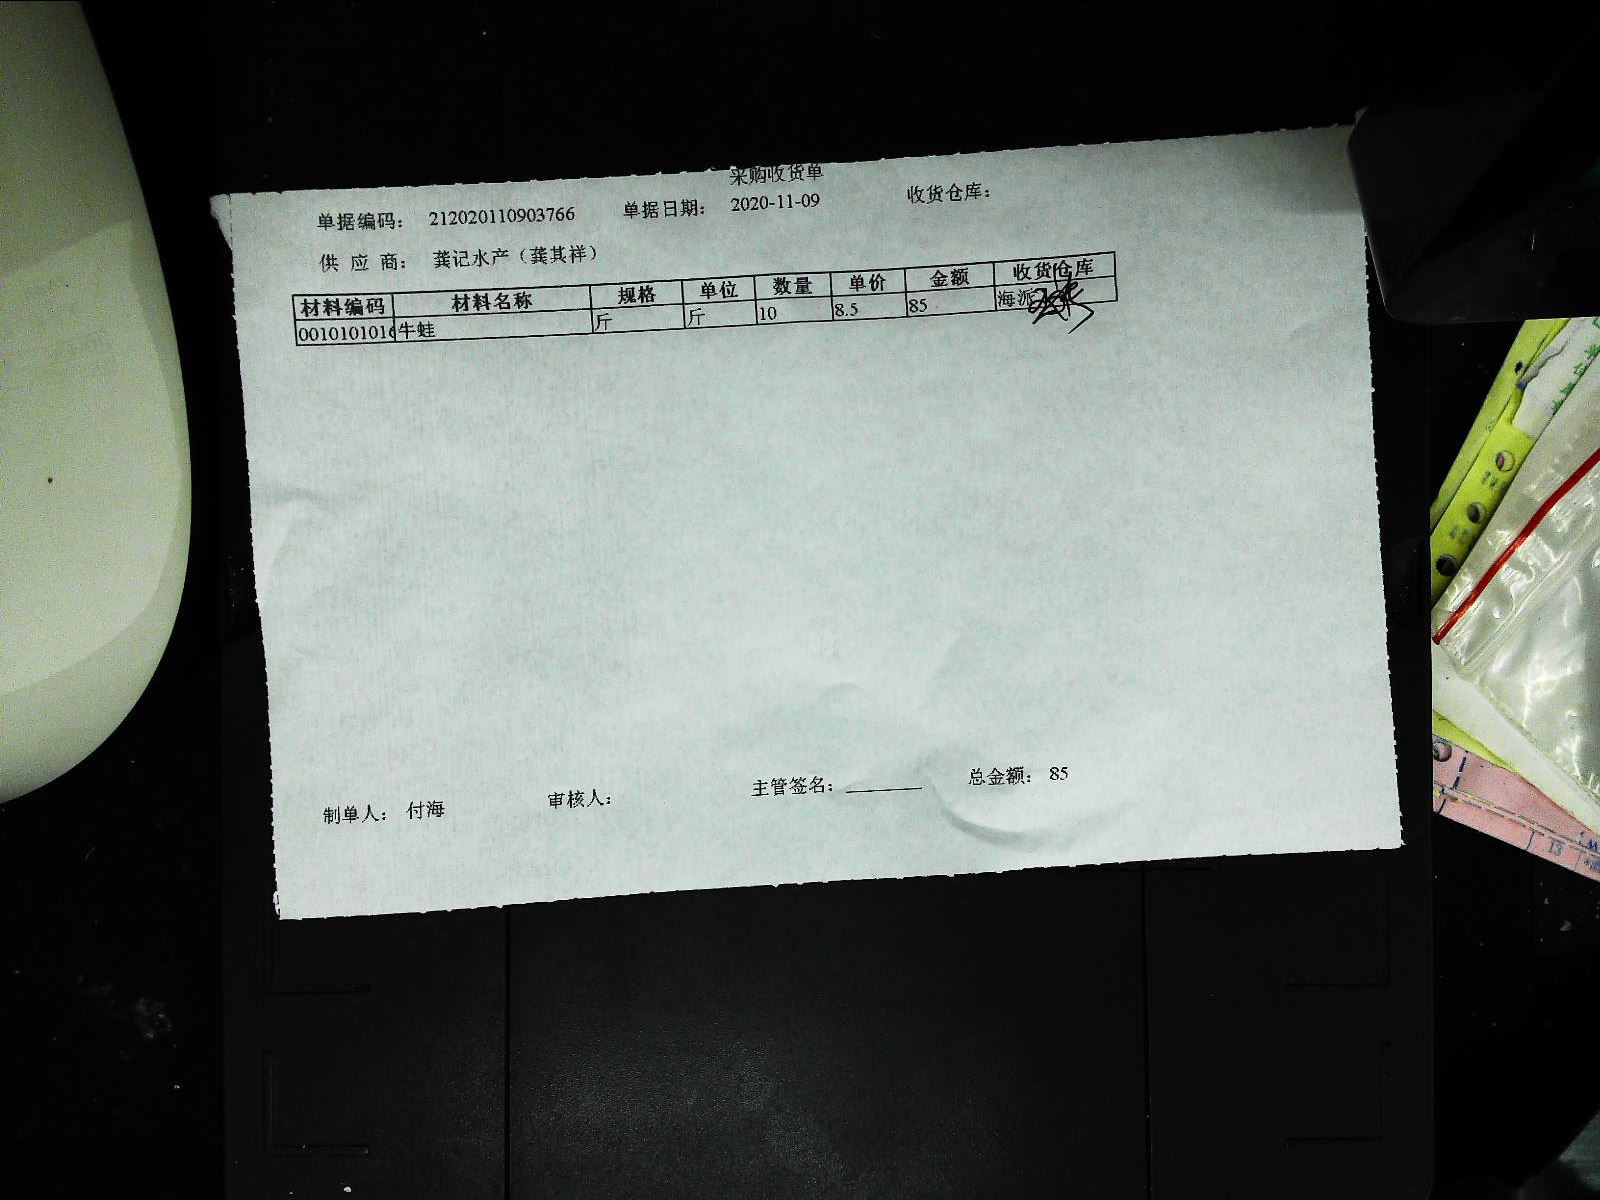 采购收货单
单据编码： 212020110903766 单据日期： 2020-11-09 收货仓库：
供 应 商： 龚记水产（龚其祥）
材料编码 材料名称 规格 单位 数量 单价 金额 收货仓库
001010101 牛蛙 斤 斤 10 8.5 85 海派
制单人： 付海 审核人： 主管签名： 总金额： 85
13